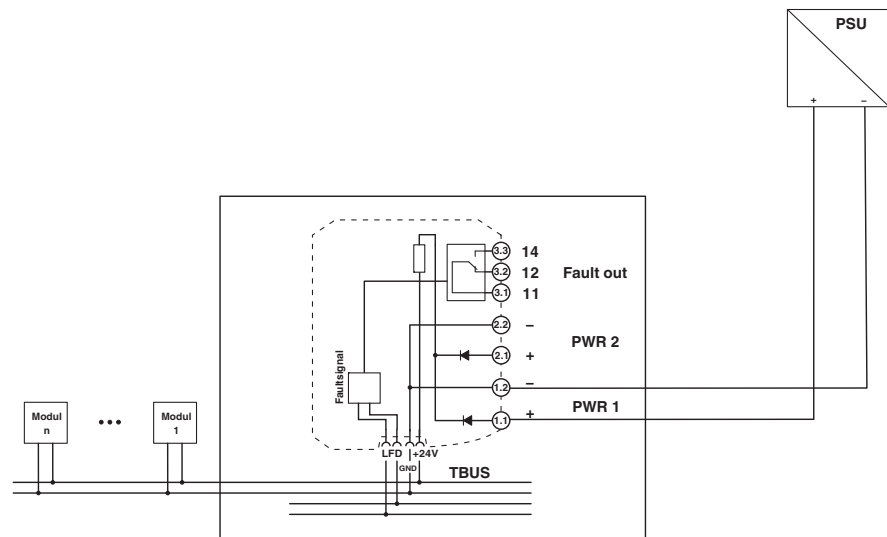 PSU
+ −
3.3 14
3.2 12 Fault out
3.1 11
2.2 −
PWR 2
2.1 +
1.2 −
PWR 1
1.1 +
Faultsignal
Modul
n
•••
Modul
1
LFD +24V
GND
TBUS